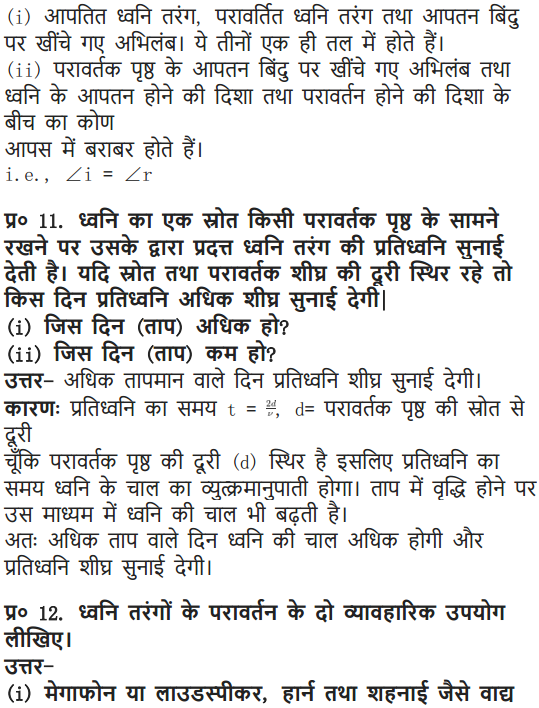 (i) आपतित ध्वनि तरंग, परावर्तित ध्वनि तरंग तथा आपतन बिंदु
पर खींचे गए अभिलंब। ये तीनों एक ही तल में होते हैं।
(ii) परावर्तक पृष्ठ के आपतन बिंदु पर खींचे गए अभिलंब तथा
ध्वनि के आपतन होने की दिशा तथा परावर्तन होने की दिशा के
बीच का कोण
आपस में बराबर होते हैं।
i.e., ∠i = ∠r
प्र० 11. ध्वनि का एक स्रोत किसी परावर्तक पृष्ठ के सामने
रखने पर उसके द्वारा प्रदत्त ध्वनि तरंग की प्रतिध्वनि सुनाई
देती है। यदि स्रोत तथा परावर्तक शीघ्र की दूरी स्थिर रहे तो
किस दिन प्रतिध्वनि अधिक शीघ्र सुनाई देगी|
(i) जिस दिन (ताप) अधिक हो?
(ii) जिस दिन (ताप) कम हो?
उत्तर- अधिक तापमान वाले दिन प्रतिध्वनि शीघ्र सुनाई देगी।
कारणः प्रतिध्वनि का समय t = 2d/v, d= परावर्तक पृष्ठ की स्रोत से
दूरी
चूँकि परावर्तक पृष्ठ की दूरी (d) स्थिर है इसलिए प्रतिध्वनि का
समय ध्वनि के चाल का व्युत्क्रमानुपाती होगा। ताप में वृद्धि होने पर
उस माध्यम में ध्वनि की चाल भी बढ़ती है।
अतः अधिक ताप वाले दिन ध्वनि की चाल अधिक होगी और
प्रतिध्वनि शीघ्र सुनाई देगी।
प्र० 12. ध्वनि तरंगों के परावर्तन के दो व्यावहारिक उपयोग
लीखिए।
उत्तर-
(i) मेगाफोन या लाउडस्पीकर, हार्न तथा शहनाई जैसे वाद्य